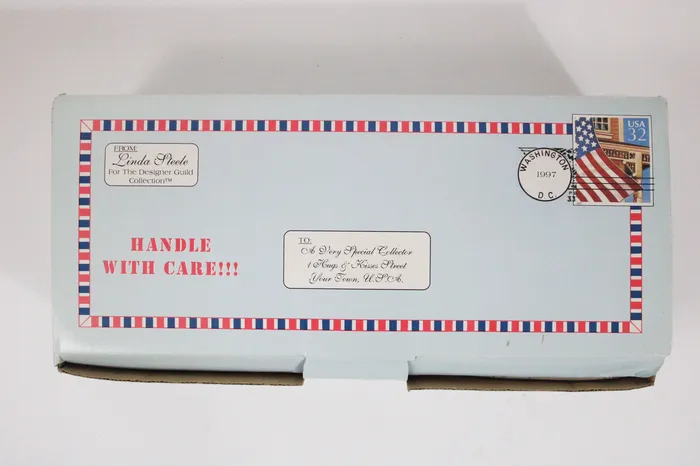 FROM:
Linda Steele
For The Designer Guild
Collection™
USA
32
WASHINGTON
1997
D.C.
33
HANDLE
WITH CARE!!!
TO:
A Very Special Collector
1 Hugs & Kisses Street
Your Town, U.S.A.